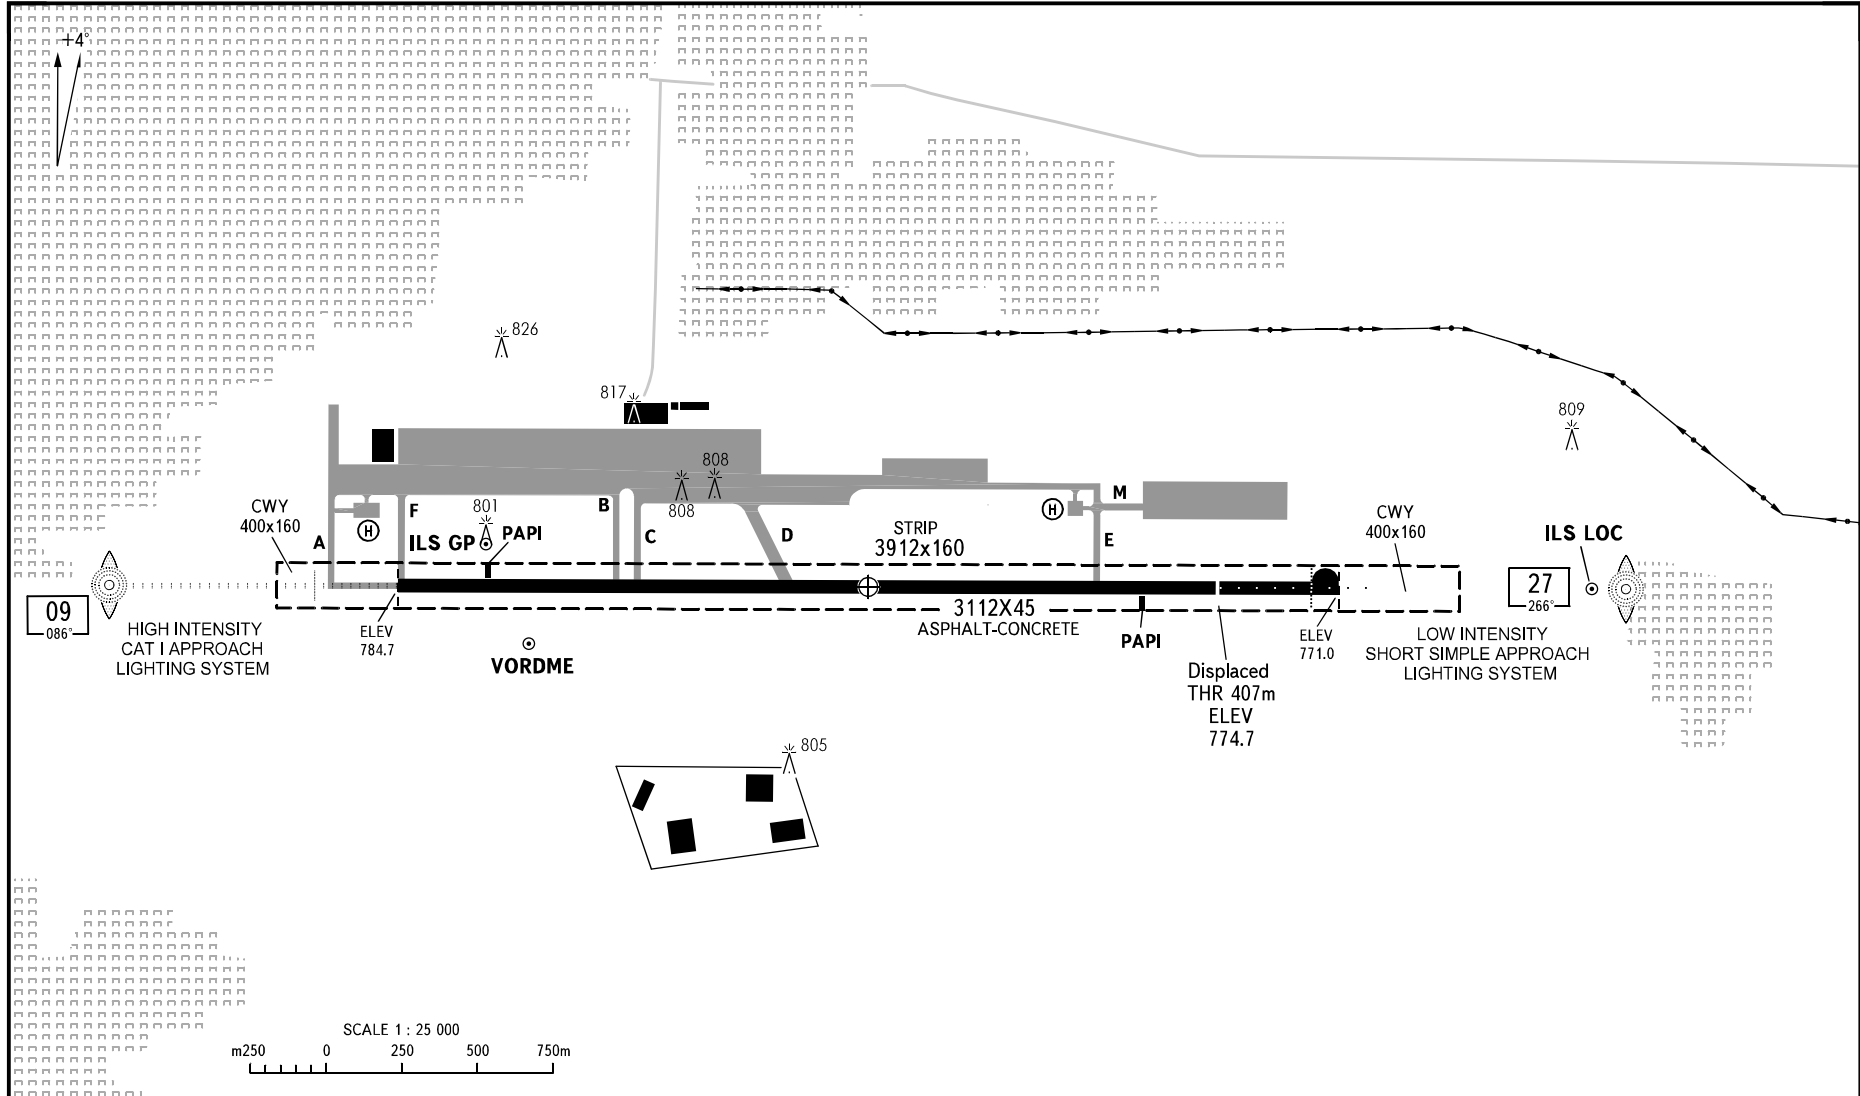 +4°
826
817
809
808
808
801
CWY
400x160
A
H
F
ILS GP
PAPI
B
C
D
STRIP
3912x160
H
E
M
CWY
400x160
ILS LOC
09
086°
27
266°
HIGH INTENSITY
CAT I APPROACH
LIGHTING SYSTEM
ELEV
784.7
VORDME
3112X45
ASPHALT-CONCRETE
PAPI
ELEV
771.0
LOW INTENSITY
SHORT SIMPLE APPROACH
LIGHTING SYSTEM
Displaced
THR 407m
ELEV
774.7
805
SCALE 1 : 25 000
m250 0 250 500 750m